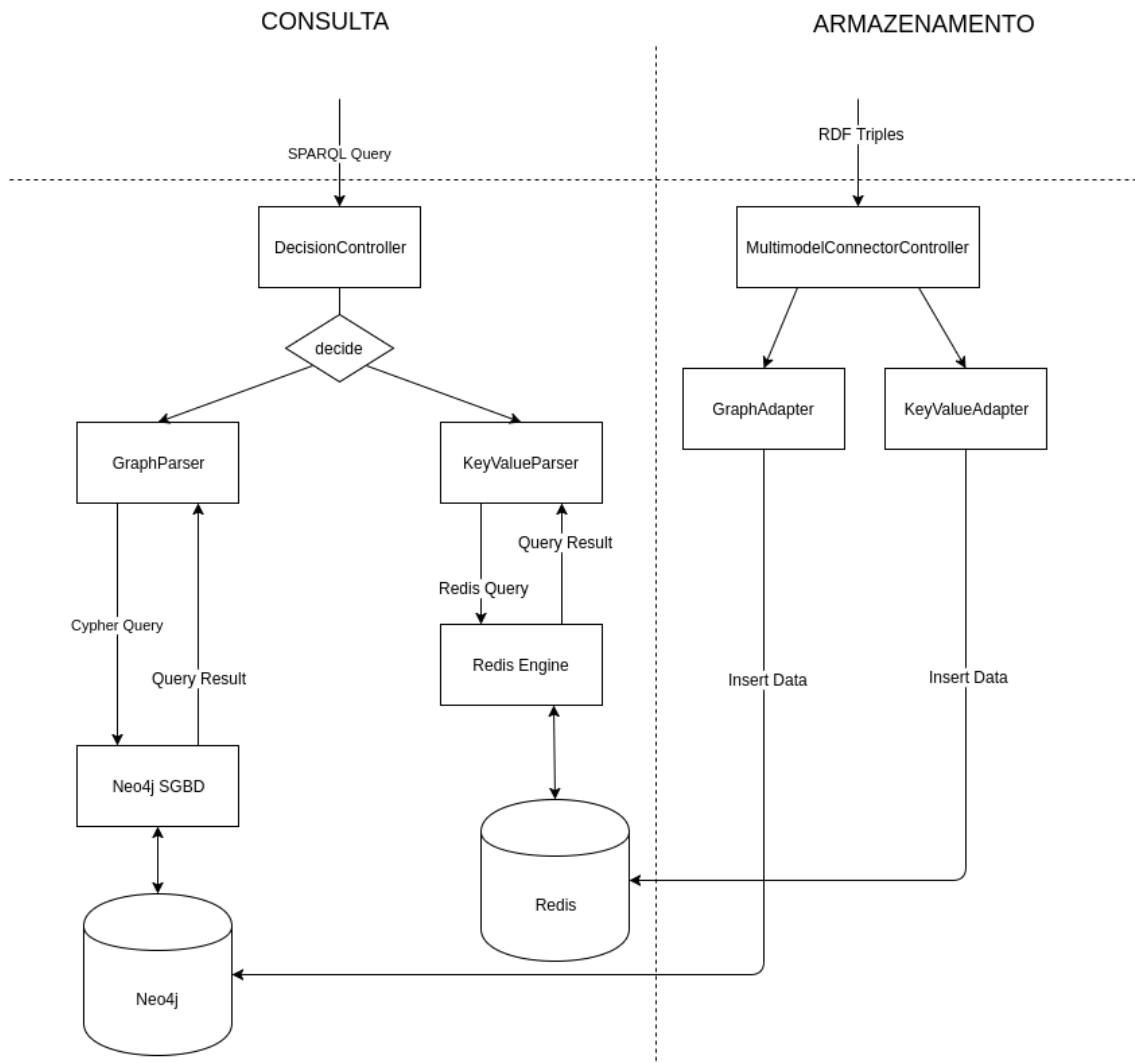 CONSULTA
ARMAZENAMENTO
SPARQL Query
RDF Triples
DecisionController
MultimodelConnectorController
decide
GraphAdapter
KeyValueAdapter
GraphParser
KeyValueParser
Query Result
Redis Query
Cypher Query
Query Result
Redis Engine
Insert Data
Insert Data
Neo4j SGBD
Redis
Neo4j